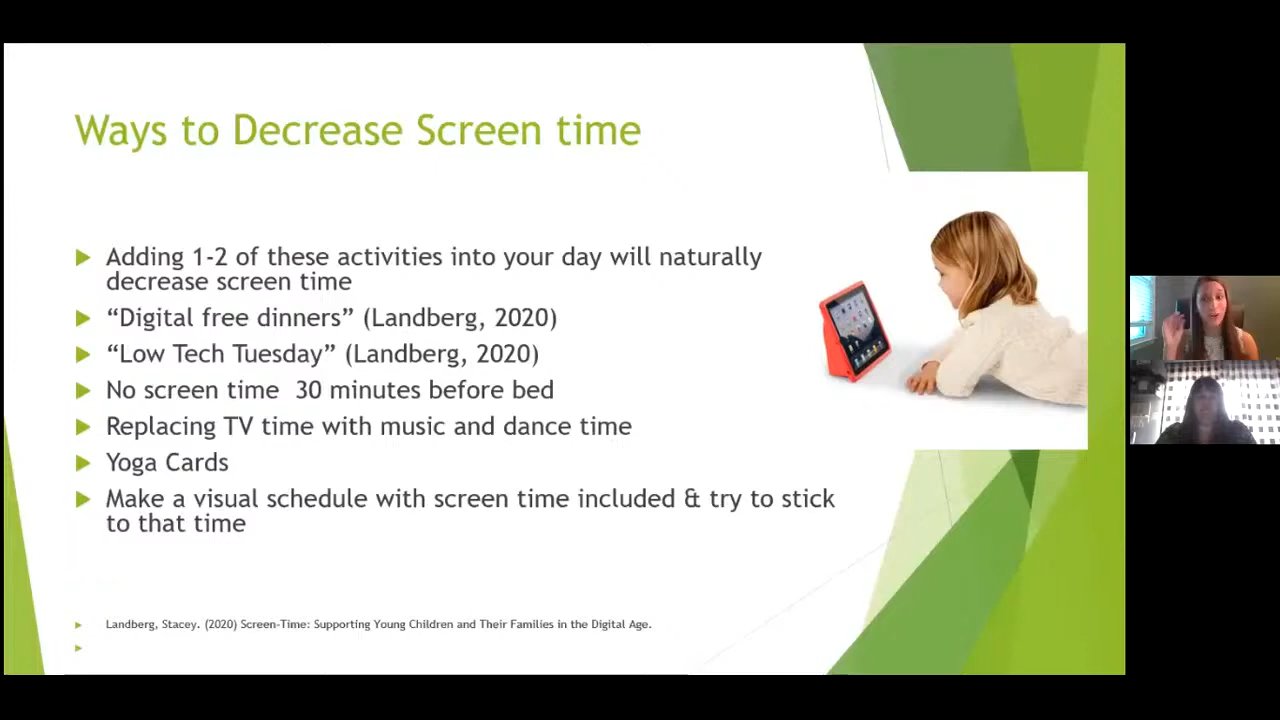 Ways to Decrease Screen time
Adding 1-2 of these activities into your day will naturally
decrease screen time
“Digital free dinners” (Landberg, 2020)
“Low Tech Tuesday” (Landberg, 2020)
No screen time  30 minutes before bed
Replacing TV time with music and dance time
Yoga Cards
Make a visual schedule with screen time included & try to stick
to that time
Landberg, Stacey. (2020) Screen-Time: Supporting Young Children and Their Families in the Digital Age.